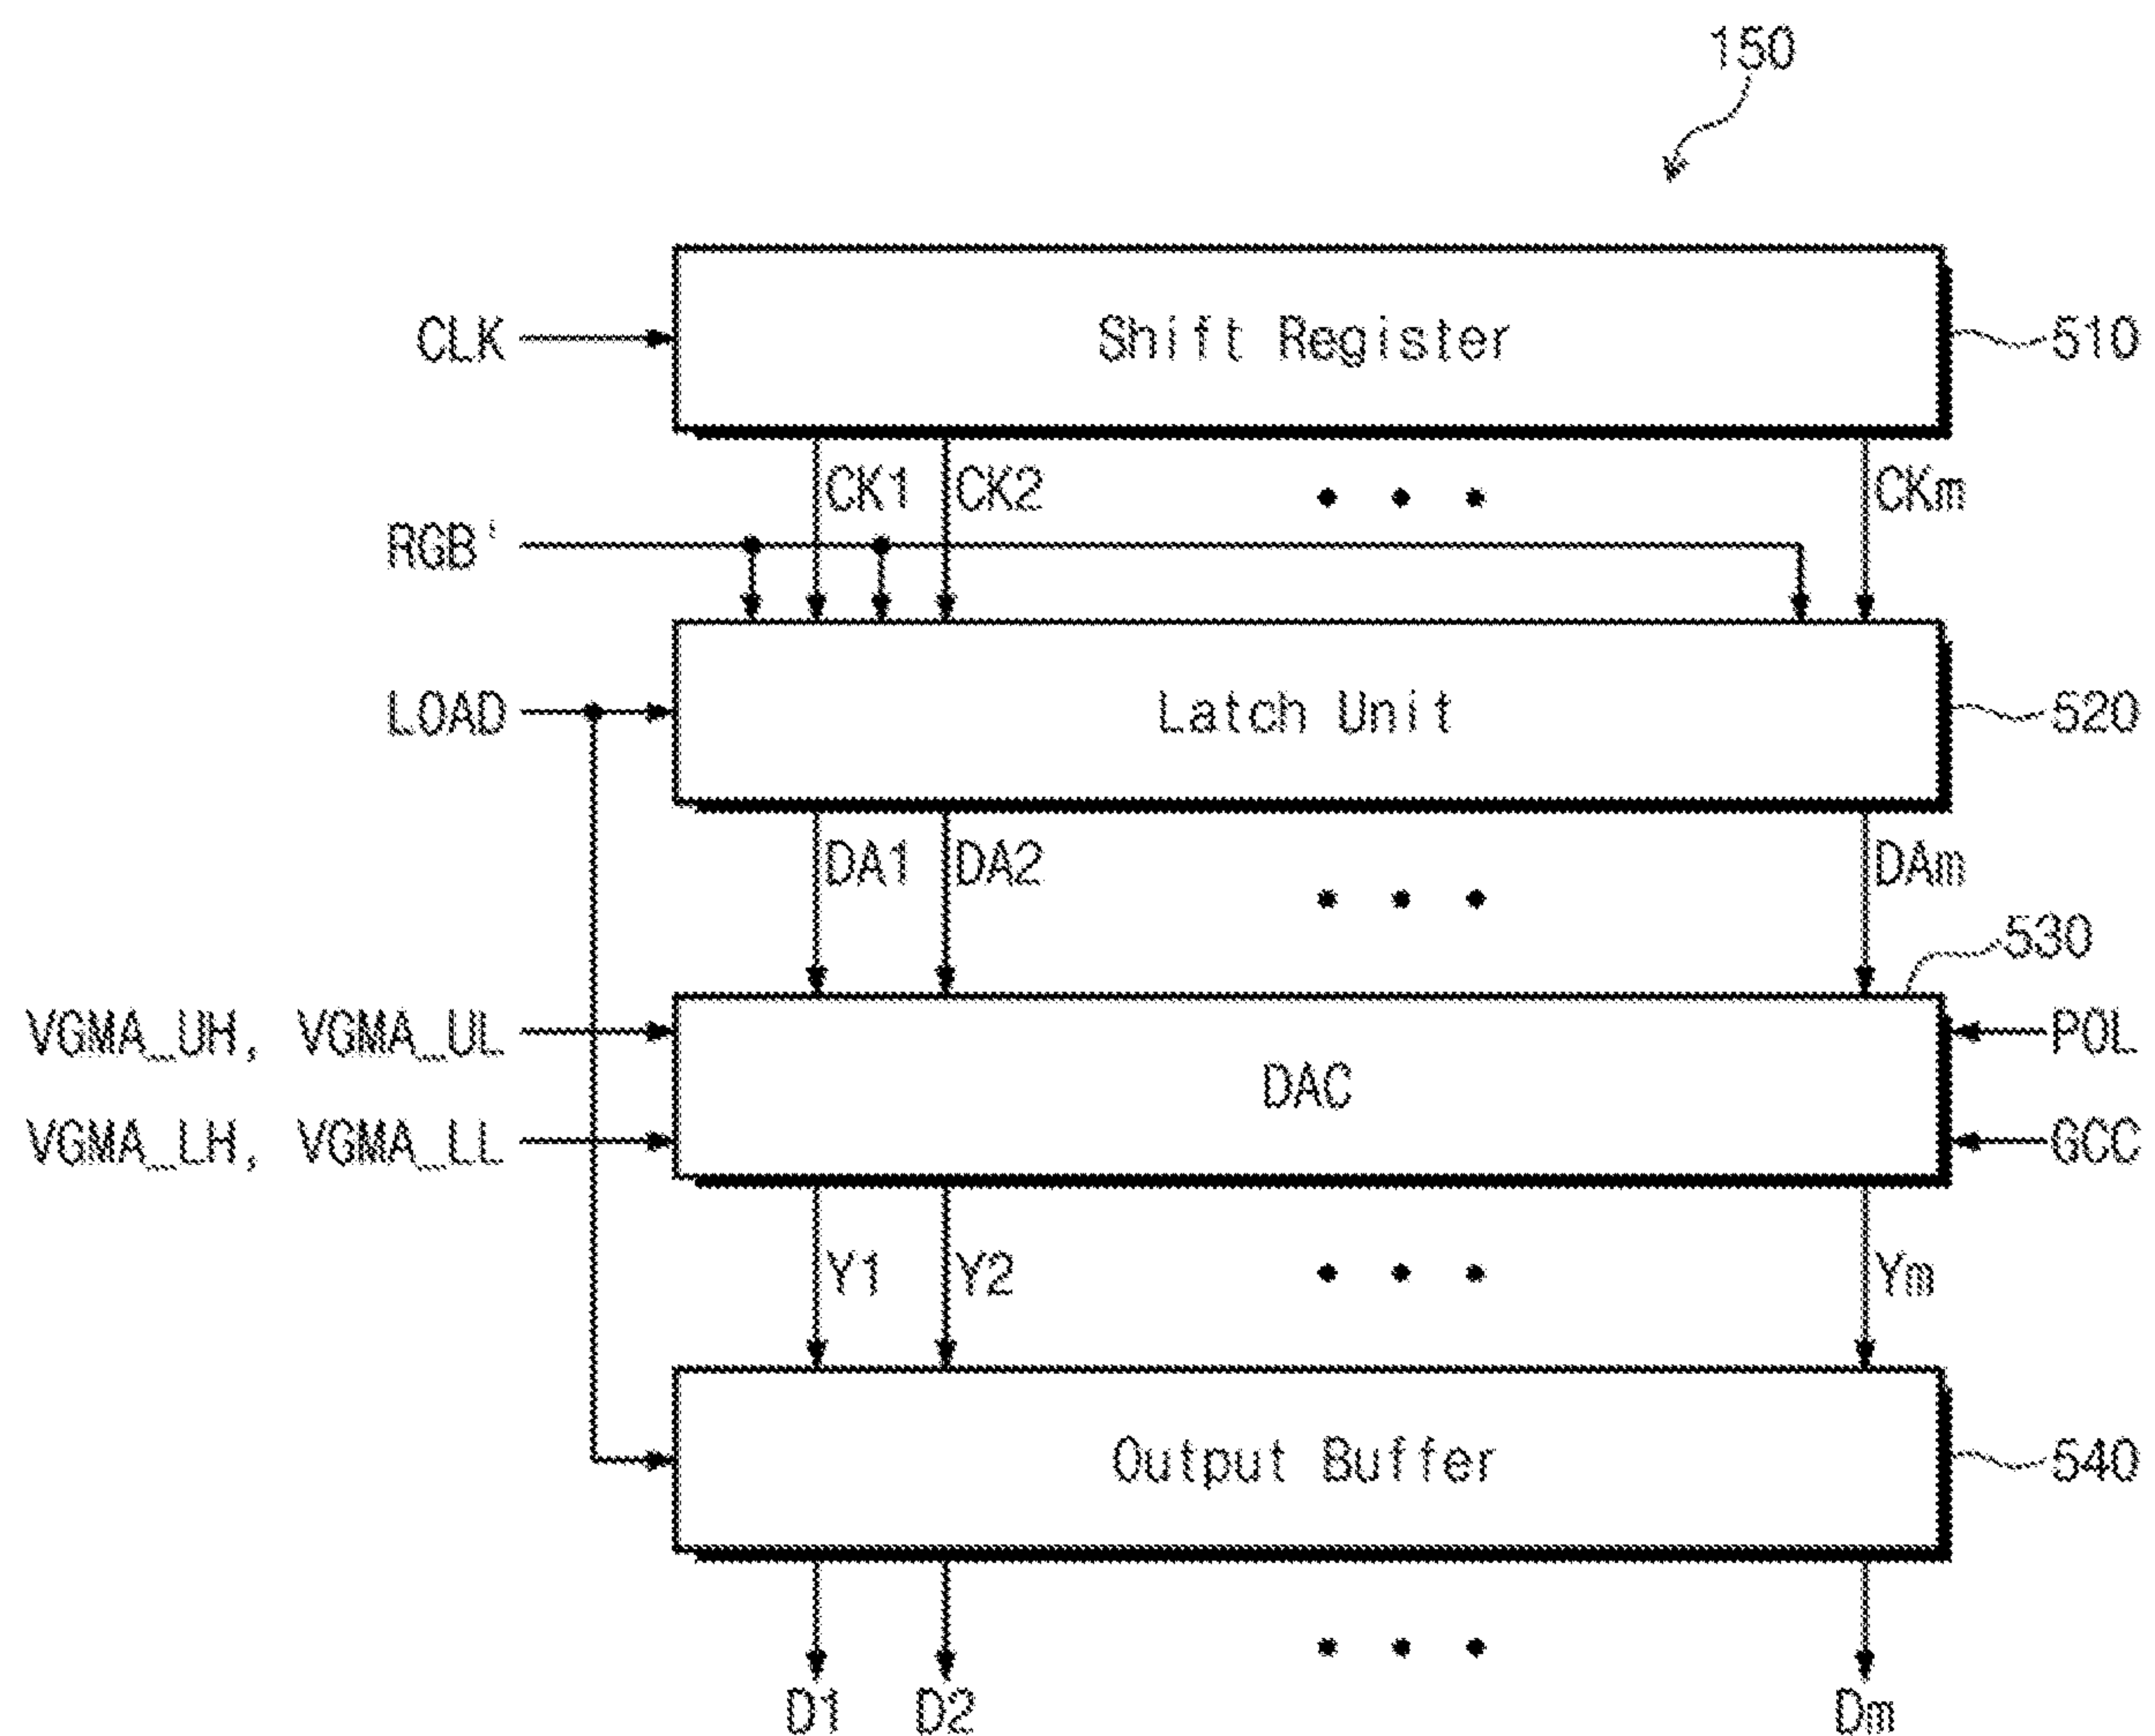 150
CLK
Shift Register
510
CK1 CK2 CKm
RGB'
LOAD
Latch Unit
520
DA1 DA2 DAm
530
VGMA_UH, VGMA_UL
POL
DAC
VGMA_LH, VGMA_LL
GCC
Y1 Y2 Ym
Output Buffer
540
D1 D2 Dm